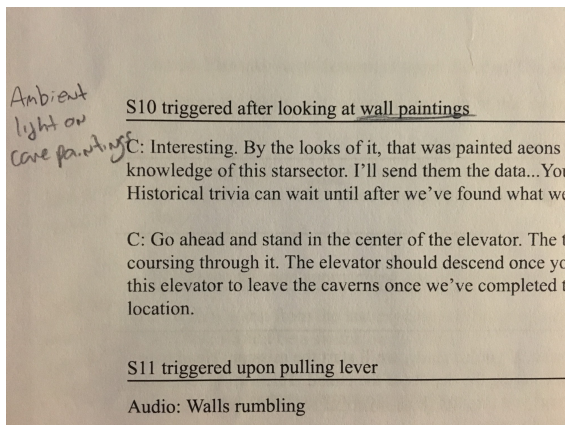 Ambient
light on
cave paintings
S10 triggered after looking at wall paintings
C: Interesting. By the looks of it, that was painted aeons
knowledge of this starsector. I'll send them the data...You
Historical trivia can wait until after we've found what we
C: Go ahead and stand in the center of the elevator. The t
coursing through it. The elevator should descend once yo
this elevator to leave the caverns once we've completed t
location.
S11 triggered upon pulling lever
Audio: Walls rumbling